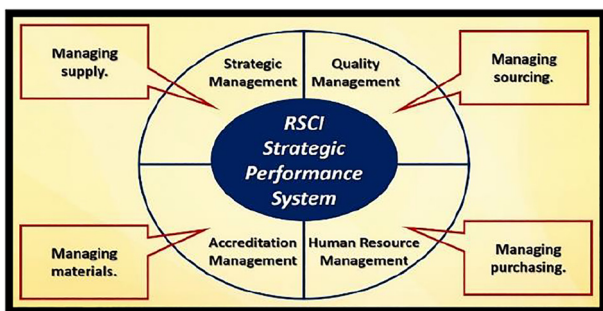 Managing
supply.
Strategic
Management
Quality
Management
Managing
sourcing.
RSCI
Strategic
Performance
System
Managing
materials.
Accreditation
Management
Human Resource
Management
Managing
purchasing.